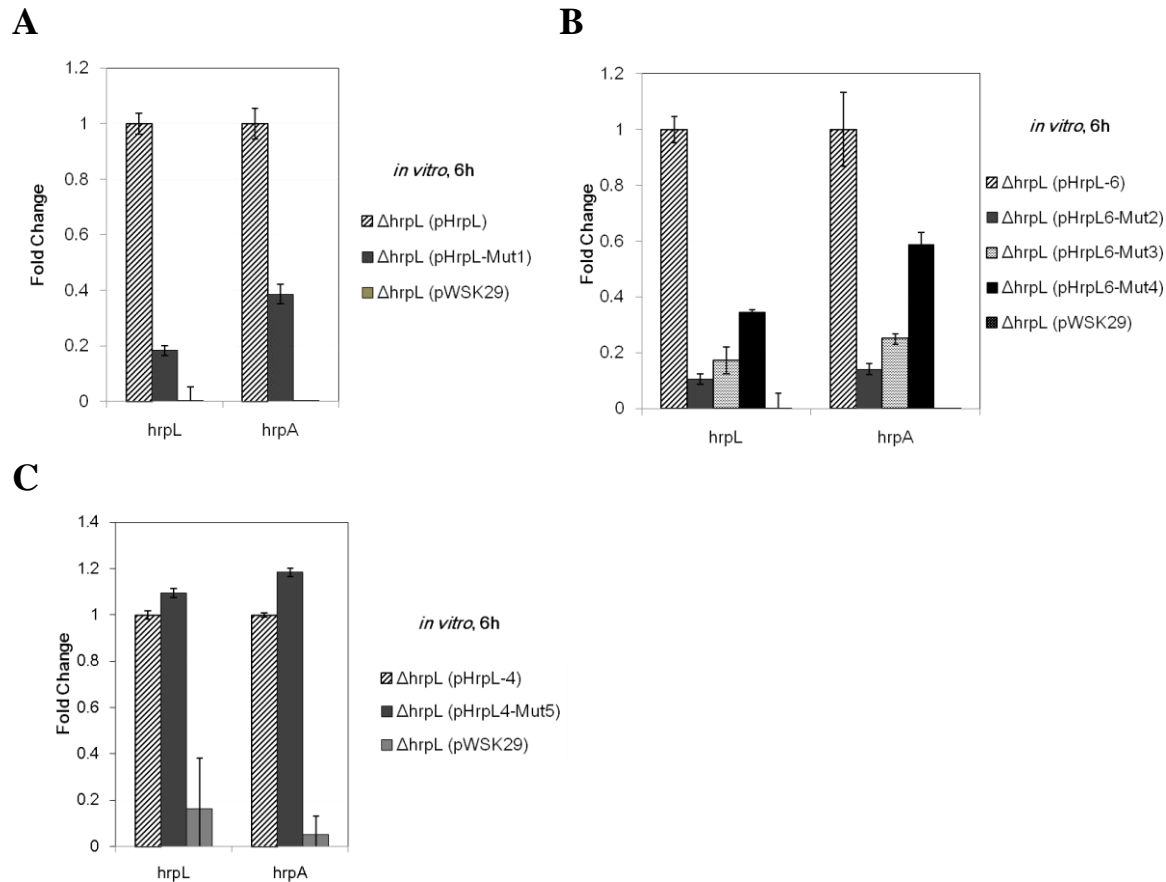 A
1.2
1
0.8
0.6
0.4
0.2
0
Fold Change
hrpL
hrpA
in vitro, 6h
ΔhrpL (pHrpL)
ΔhrpL (pHrpL-Mut1)
ΔhrpL (pWSK29)
B
1.2
1
0.8
0.6
0.4
0.2
0
Fold Change
hrpL
hrpA
in vitro, 6h
ΔhrpL (pHrpL-6)
ΔhrpL (pHrpL6-Mut2)
ΔhrpL (pHrpL6-Mut3)
ΔhrpL (pHrpL6-Mut4)
ΔhrpL (pWSK29)
C
1.4
1.2
1
0.8
0.6
0.4
0.2
0
Fold Change
hrpL
hrpA
in vitro, 6h
ΔhrpL (pHrpL-4)
ΔhrpL (pHrpL4-Mut5)
ΔhrpL (pWSK29)